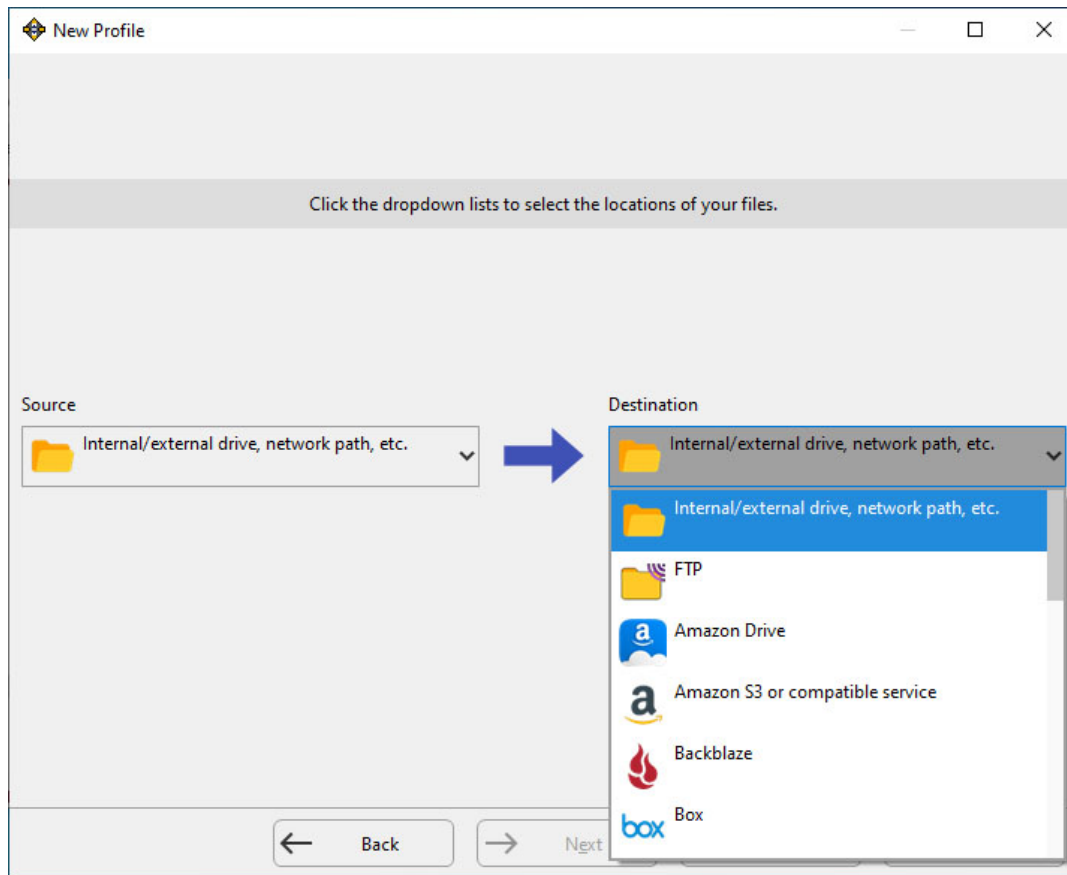 New Profile
Click the dropdown lists to select the locations of your files.
Source
Destination
Internal/external drive, network path, etc.
Internal/external drive, network path, etc.
Internal/external drive, network path, etc.
FTP
a
Amazon Drive
a
Amazon S3 or compatible service
Backblaze
box
Box
Back
Next